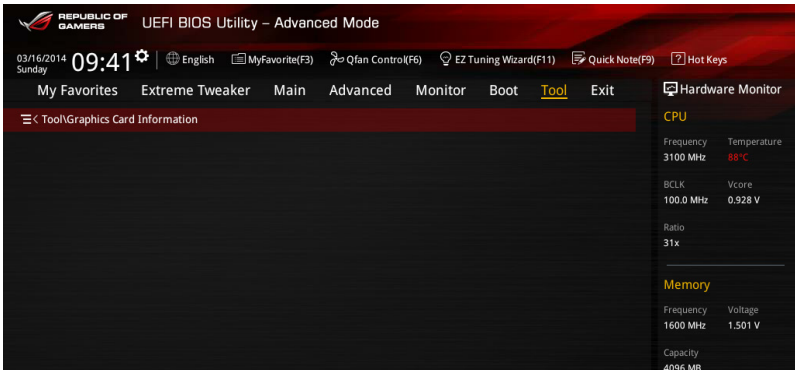 REPUBLIC OF
GAMERS
UEFI BIOS Utility – Advanced Mode
03/16/2014
Sunday
09:41
English
MyFavorite(F3)
Qfan Control(F6)
EZ Tuning Wizard(F11)
Quick Note(F9)
? Hot Keys
My Favorites Extreme Tweaker Main Advanced Monitor Boot Tool Exit
< Tool\Graphics Card Information
Hardware Monitor
CPU
Frequency Temperature
3100 MHz 88°C
BCLK Vcore
100.0 MHz 0.928 V
Ratio
31x
Memory
Frequency Voltage
1600 MHz 1.501 V
Capacity
4096 MB